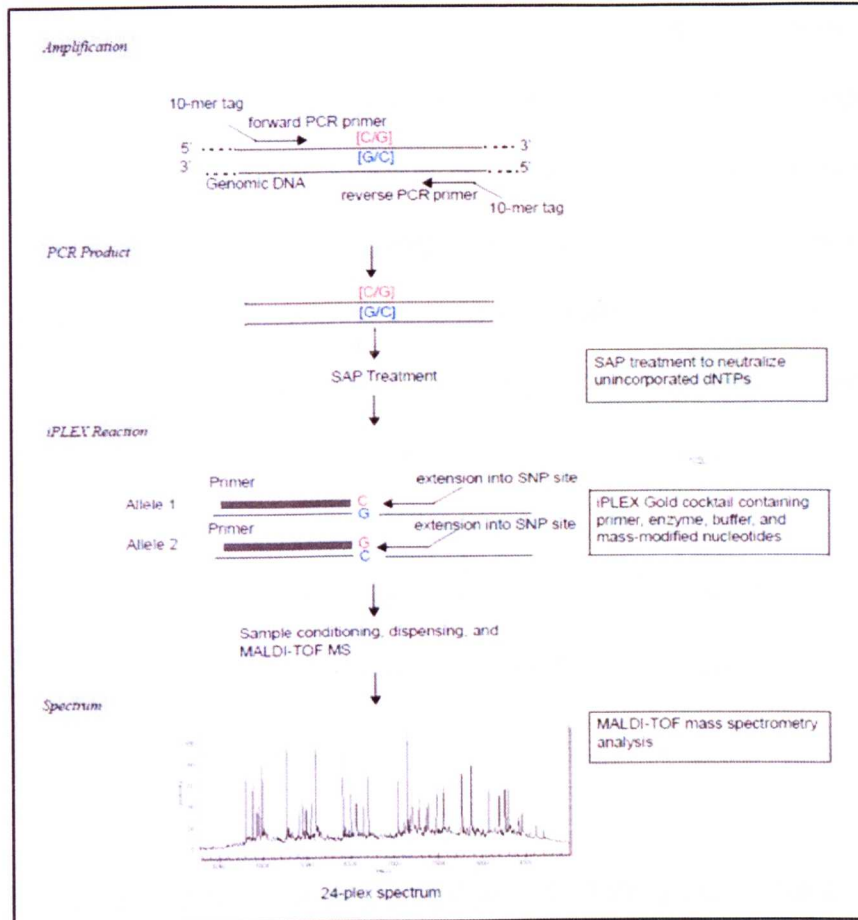 Amplification
10-mer tag
forward PCR primer
[C/G]
5' 3'
[G/C]
3' 5'
Genomic DNA
reverse PCR primer
10-mer tag
PCR Product
[C/G]
[G/C]
SAP Treatment
SAP treatment to neutralize
unincorporated dNTPs
iPLEX Reaction
Primer
extension into SNP site
Allele 1
C
G
Primer
extension into SNP site
Allele 2
G
C
iPLEX Gold cocktail containing
primer, enzyme, buffer, and
mass-modified nucleotides
Sample conditioning, dispensing, and
MALDI-TOF MS
Spectrum
MALDI-TOF mass spectrometry
analysis
24-plex spectrum